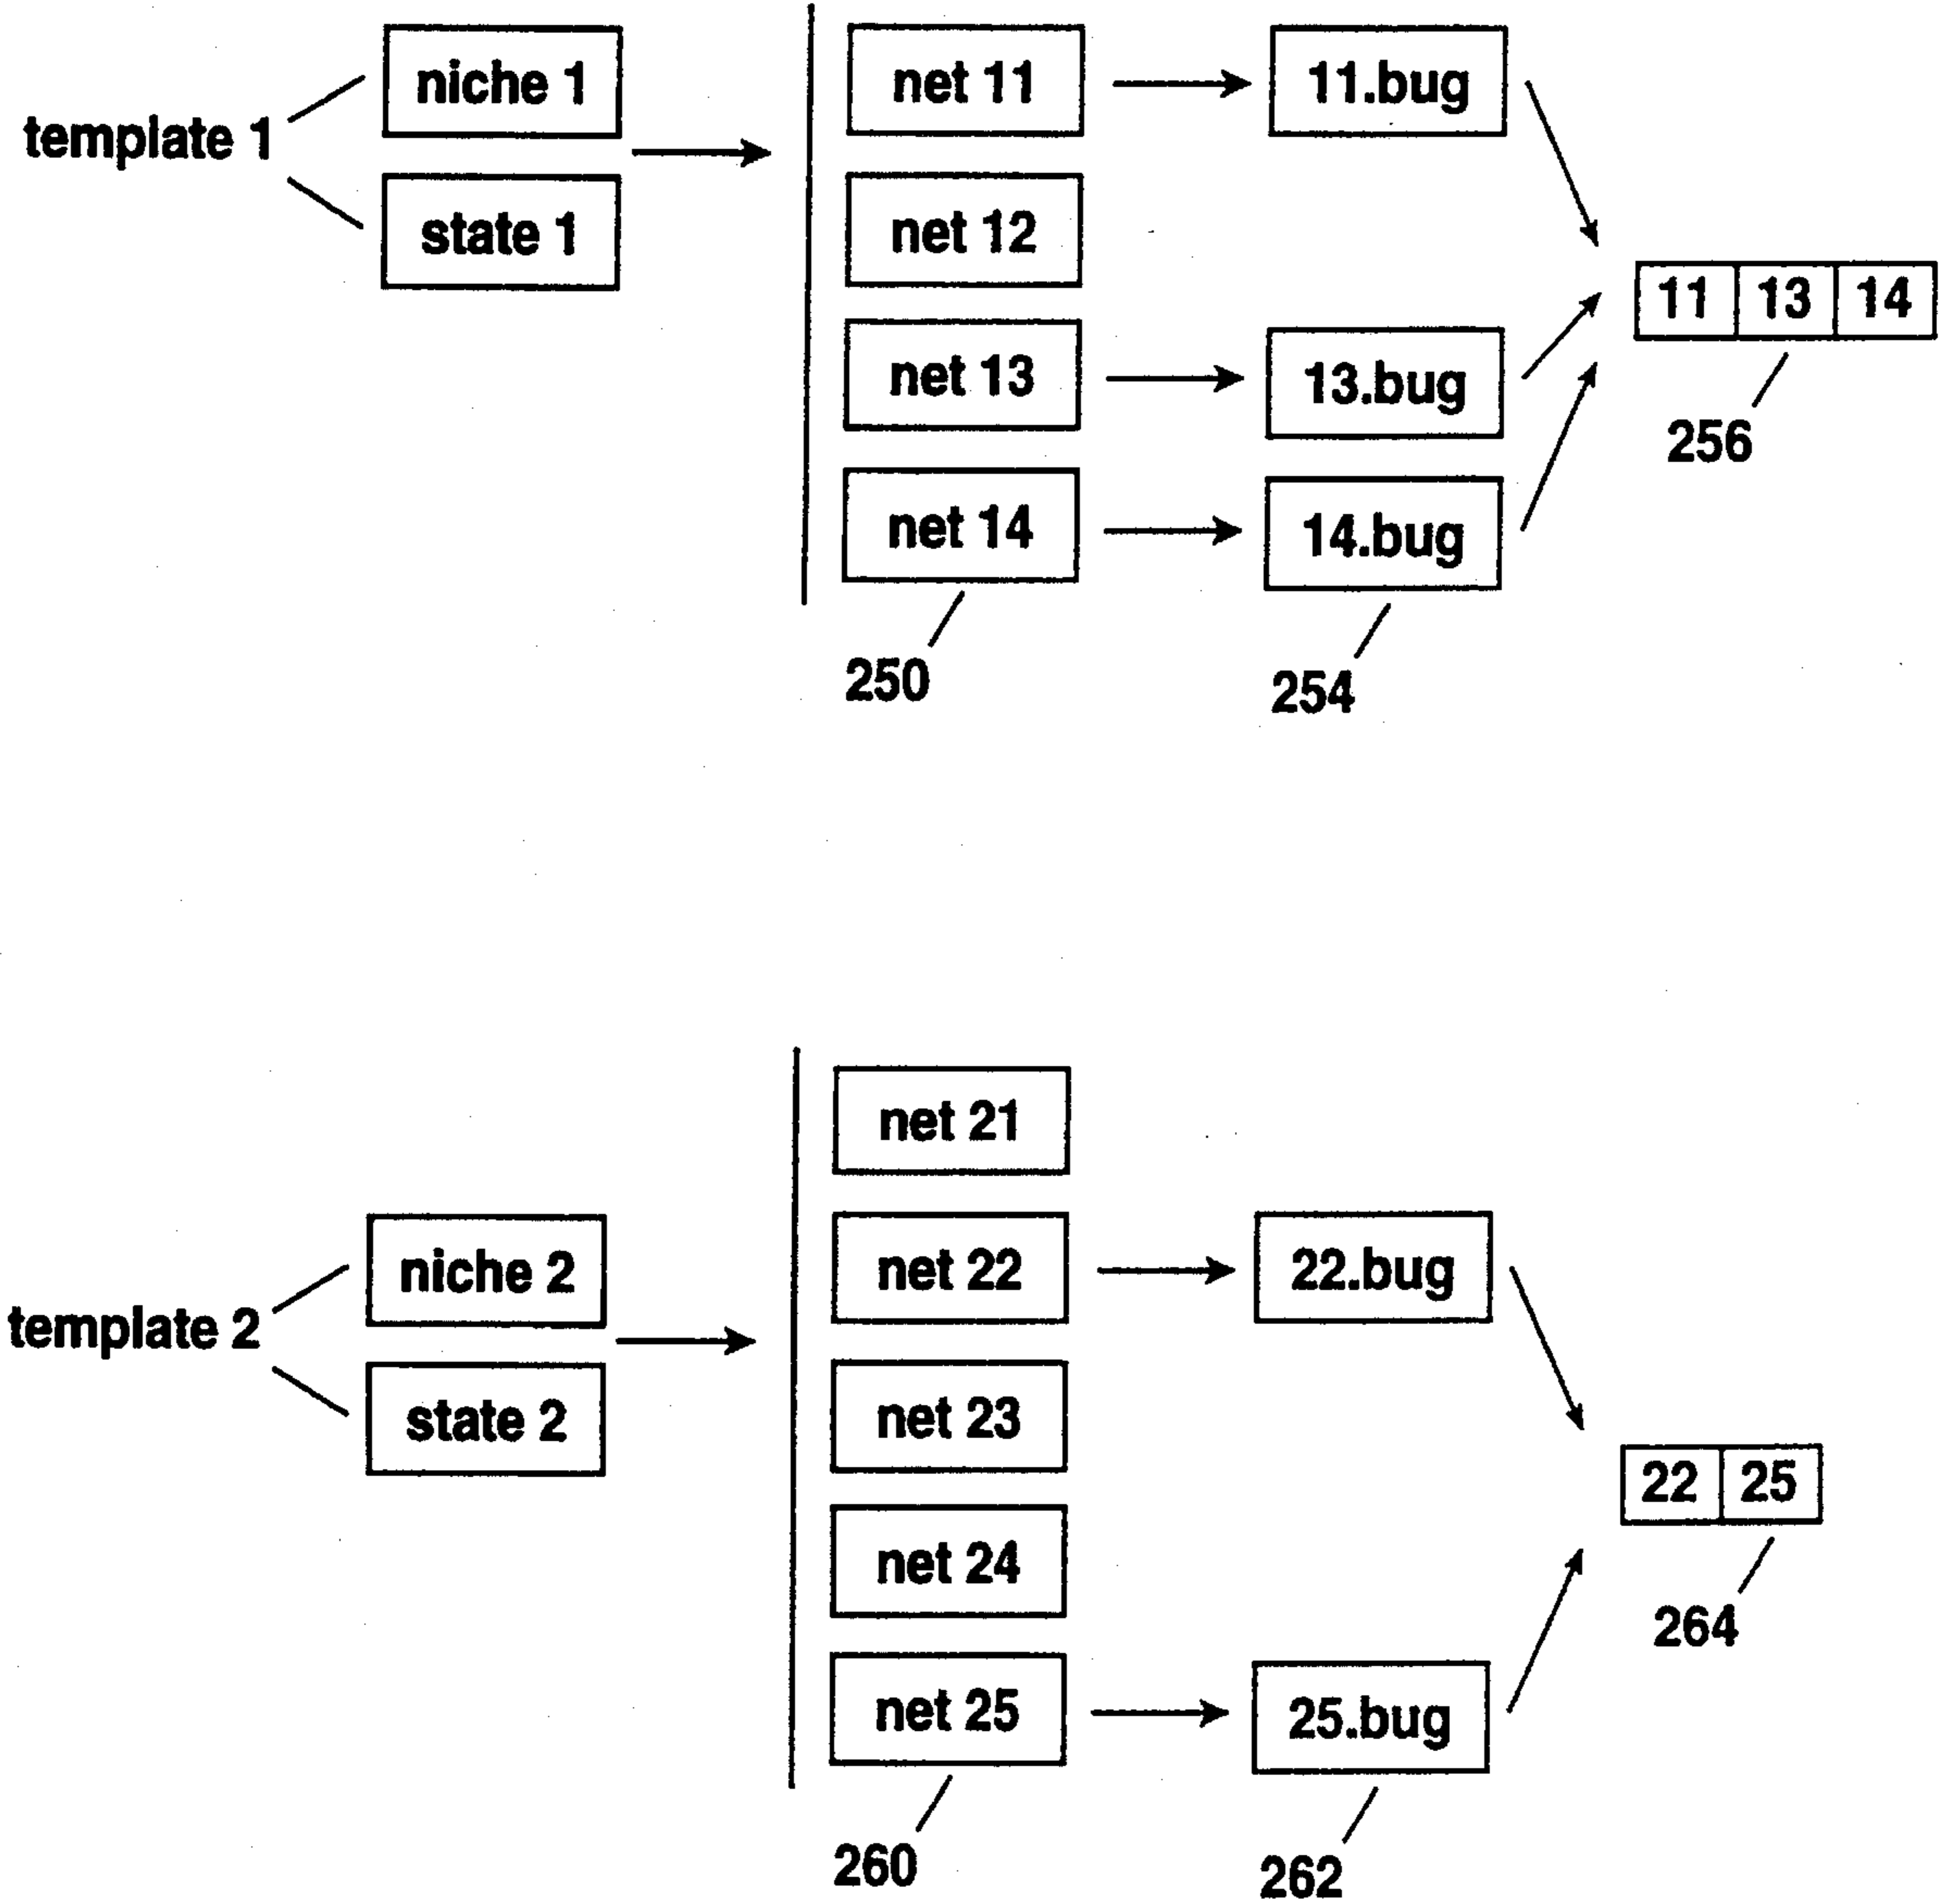 niche 1
template 1
state 1
net 11
net 12
net 13
net 14
250
11.bug
13.bug
14.bug
254
11 13 14
256
niche 2
template 2
state 2
net 21
net 22
net 23
net 24
net 25
260
22.bug
25.bug
262
22 25
264